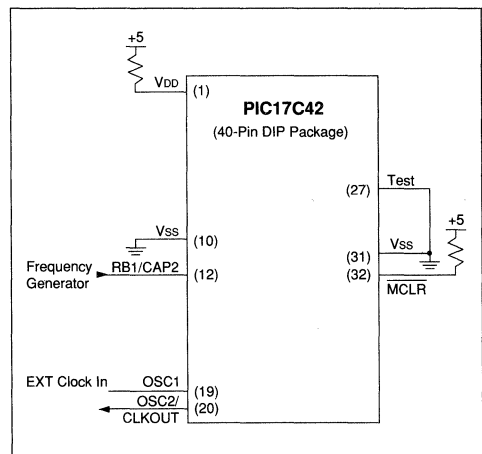 +5
VDD
(1)
PIC17C42
(40-Pin DIP Package)
(27)
Test
+5
VSS
(10)
(31)
VSS
Frequency
Generator
RB1/CAP2
(12)
(32)
MCLR
EXT Clock In
OSC1
(19)
OSC2/
CLKOUT
(20)